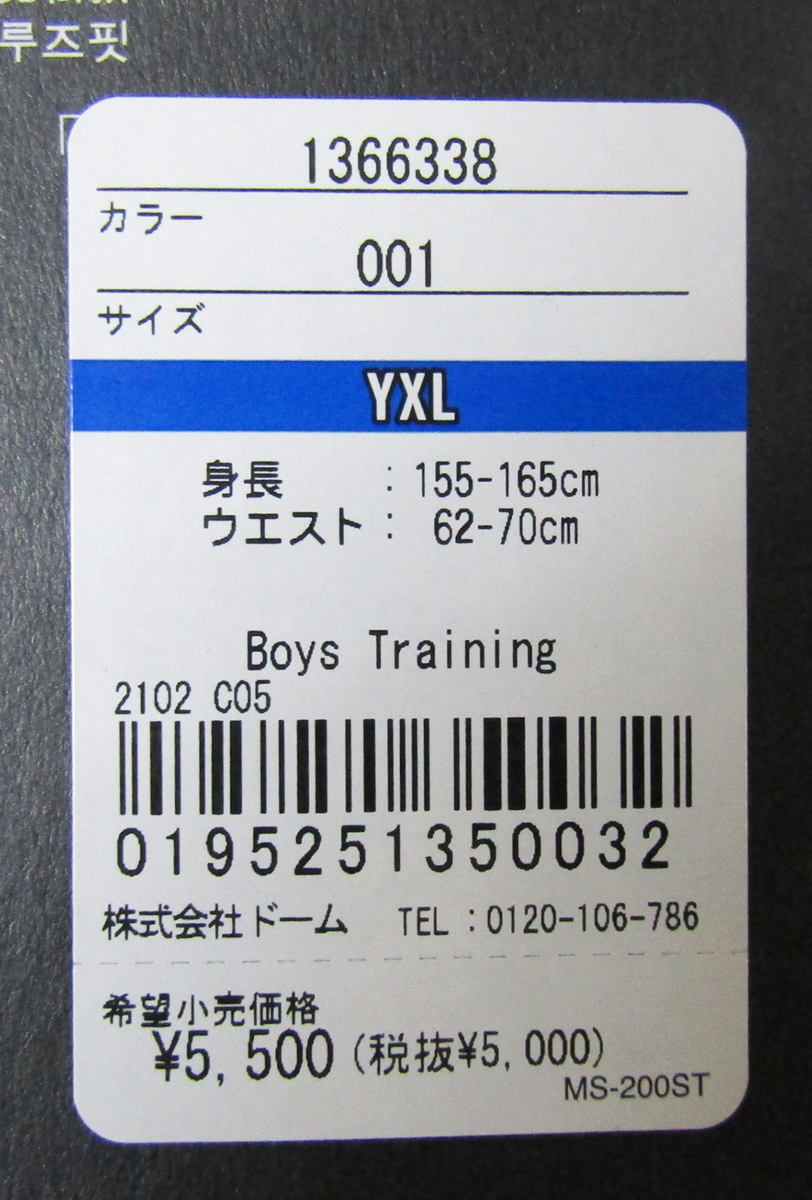 루즈핏
1366338
カラー
001
サイズ
YXL
身長 : 155-165cm
ウエスト : 62-70cm
Boys Training
2102 C05
0195251350032
株式会社ドーム TEL :0120-106-786
希望小売価格
¥5,500 (税抜¥5,000)
MS-200ST